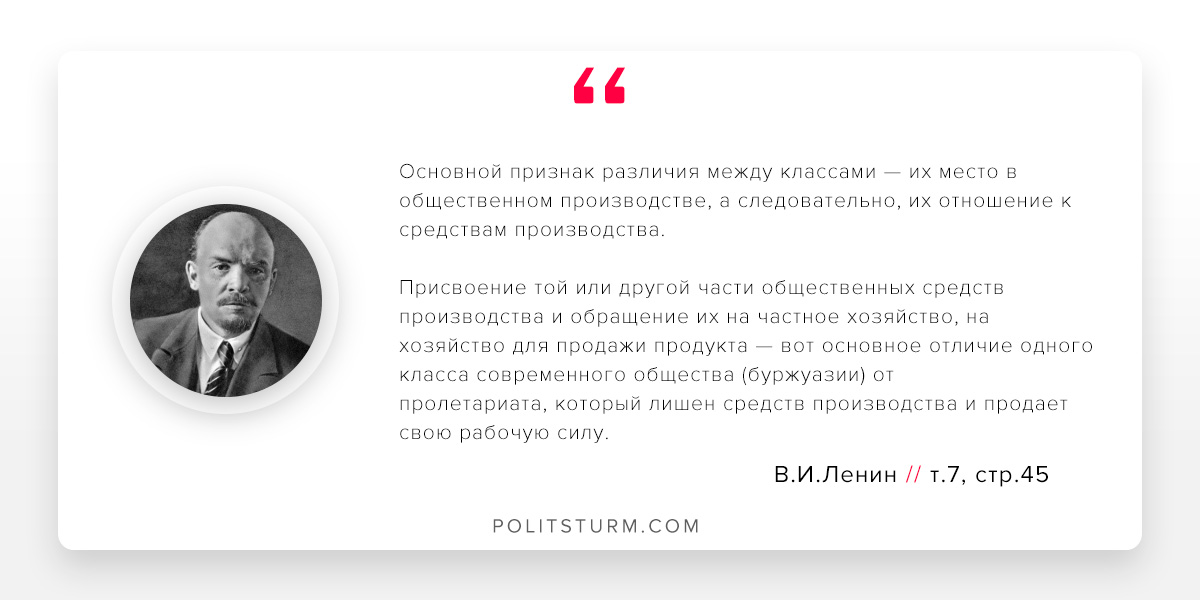 “
Основной признак различия между классами — их место в
общественном производстве, а следовательно, их отношение к
средствам производства.
Присвоение той или другой части общественных средств
производства и обращение их на частное хозяйство, на
хозяйство для продажи продукта — вот основное отличие одного
класса современного общества (буржуазии) от
пролетариата, который лишен средств производства и продает
свою рабочую силу.
В.И.Ленин // т.7, стр.45
POLITSTURM.COM